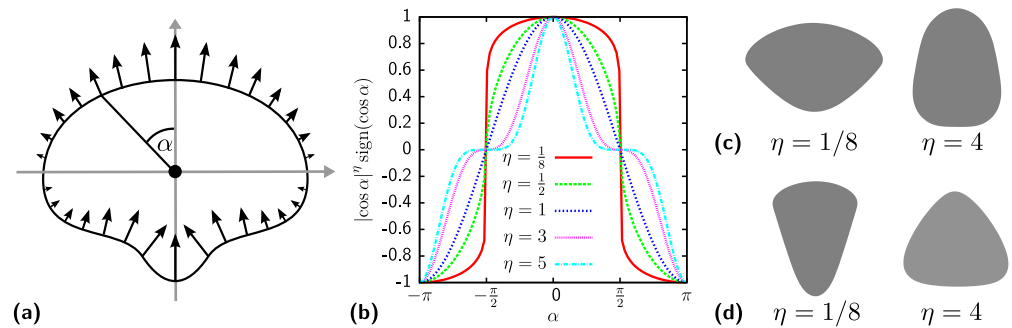 α
(a)
|cos α|^η sign(cos α)
1
0.8
0.6
0.4
0.2
0
-0.2
-0.4
-0.6
-0.8
-1
η = 1/8
η = 1/2
η = 1
η = 3
η = 5
−π
−π/2
0
π/2
π
α
(b)
(c)
η = 1/8
η = 4
(d)
η = 1/8
η = 4